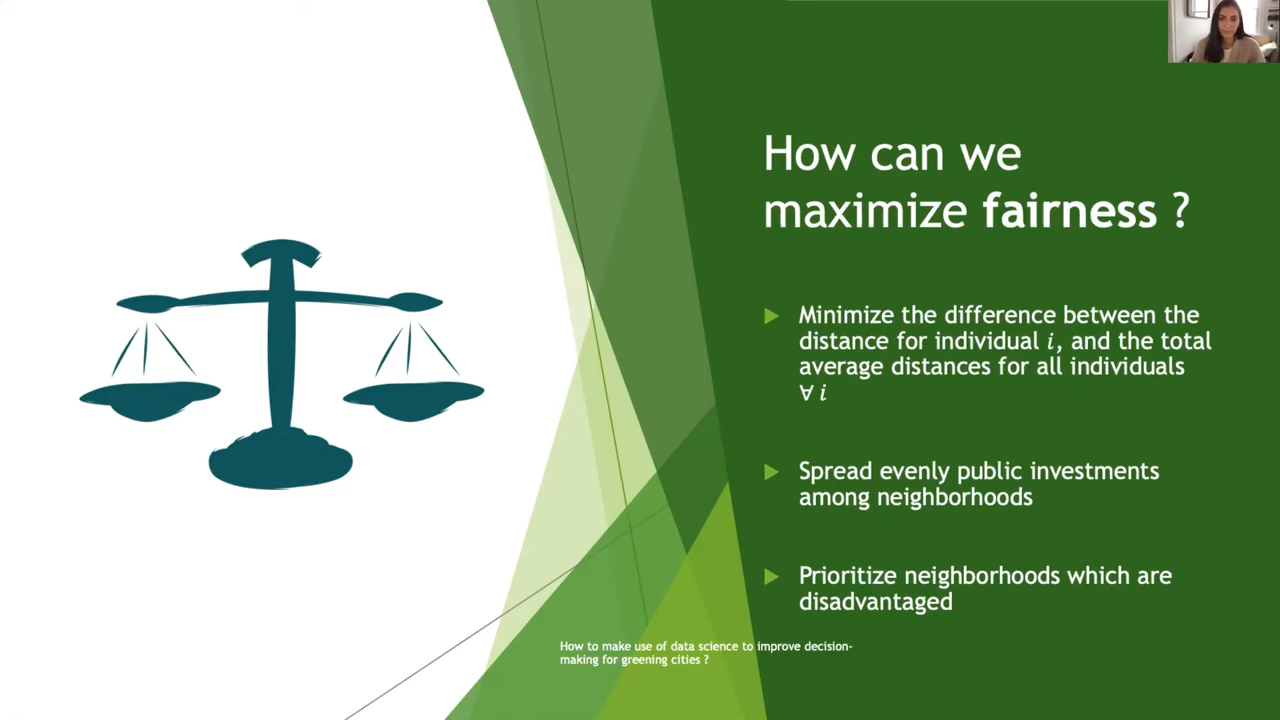 How can we
maximize fairness ?
Minimize the difference between the
distance for individual i, and the total
average distances for all individuals
∀ i
Spread evenly public investments
among neighborhoods
Prioritize neighborhoods which are
disadvantaged
How to make use of data science to improve decision-
making for greening cities ?